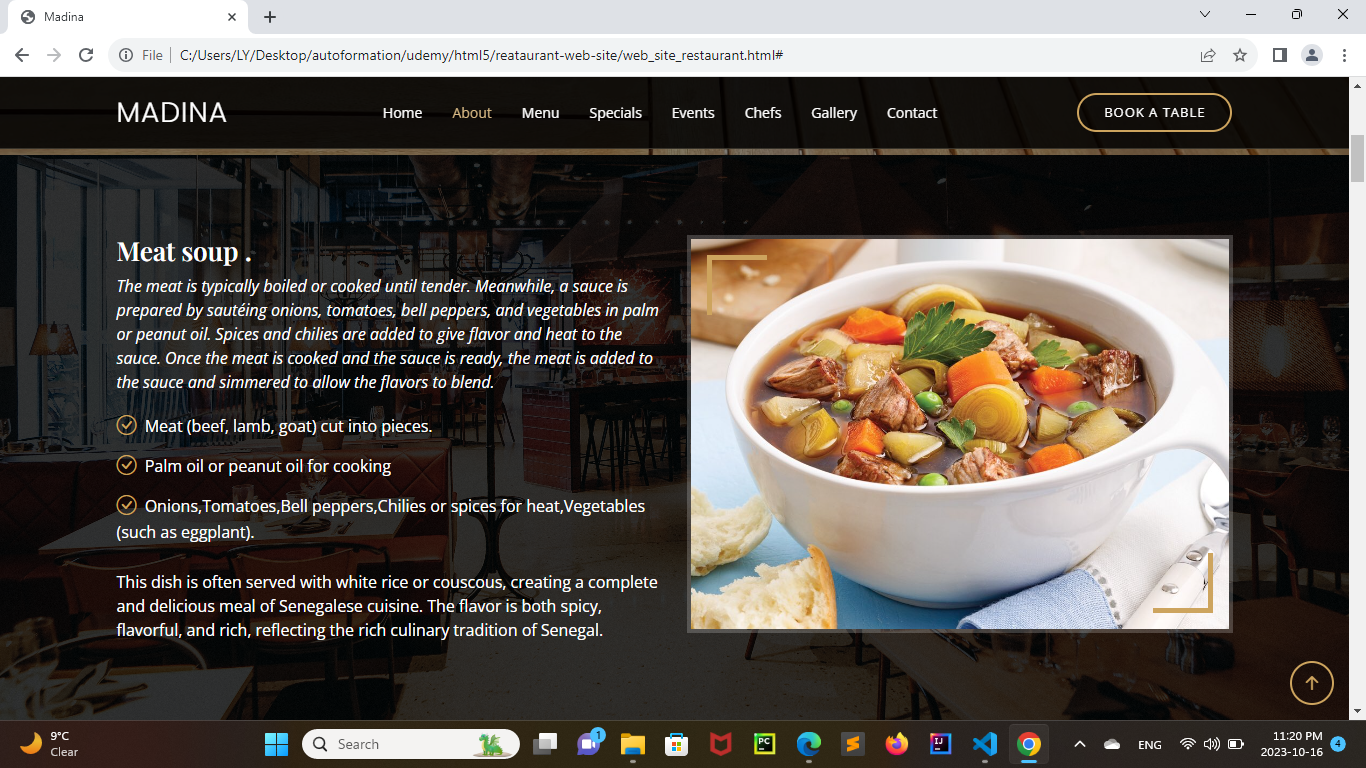 Madina
File
C:/Users/LY/Desktop/autoformation/udemy/html5/reataurant-web-site/web_site_restaurant.html#
MADINA
Home About Menu Specials Events Chefs Gallery Contact
BOOK A TABLE
Meat soup .
The meat is typically boiled or cooked until tender. Meanwhile, a sauce is
prepared by sautéing onions, tomatoes, bell peppers, and vegetables in palm
or peanut oil. Spices and chilies are added to give flavor and heat to the
sauce. Once the meat is cooked and the sauce is ready, the meat is added to
the sauce and simmered to allow the flavors to blend.
Meat (beef, lamb, goat) cut into pieces.
Palm oil or peanut oil for cooking
Onions,Tomatoes,Bell peppers,Chilies or spices for heat,Vegetables
(such as eggplant).
This dish is often served with white rice or couscous, creating a complete
and delicious meal of Senegalese cuisine. The flavor is both spicy,
flavorful, and rich, reflecting the rich culinary tradition of Senegal.
9°C
Clear
Search
1
PC
IJ
ENG
11:20 PM
2023-10-16
4